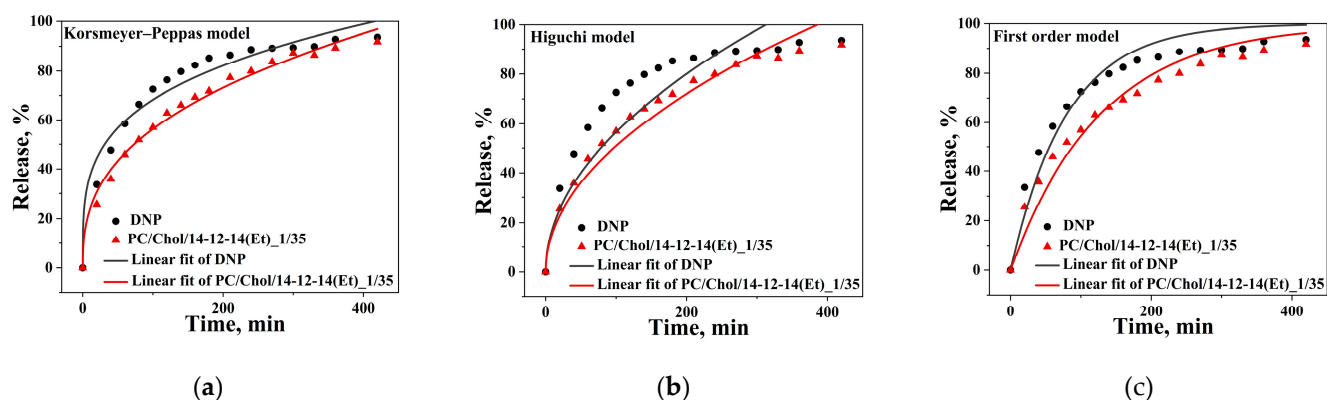 Korsmeyer–Peppas model
100
80
60
40
20
0
Release, %
DNP
PC/Chol/14-12-14(Et)_1/35
Linear fit of DNP
Linear fit of PC/Chol/14-12-14(Et)_1/35
0 200 400
Time, min
(a)
Higuchi model
100
80
60
40
20
0
Release, %
DNP
PC/Chol/14-12-14(Et)_1/35
Linear fit of DNP
Linear fit of PC/Chol/14-12-14(Et)_1/35
0 200 400
Time, min
(b)
First order model
100
80
60
40
20
0
Release, %
DNP
PC/Chol/14-12-14(Et)_1/35
Linear fit of DNP
Linear fit of PC/Chol/14-12-14(Et)_1/35
0 200 400
Time, min
(c)